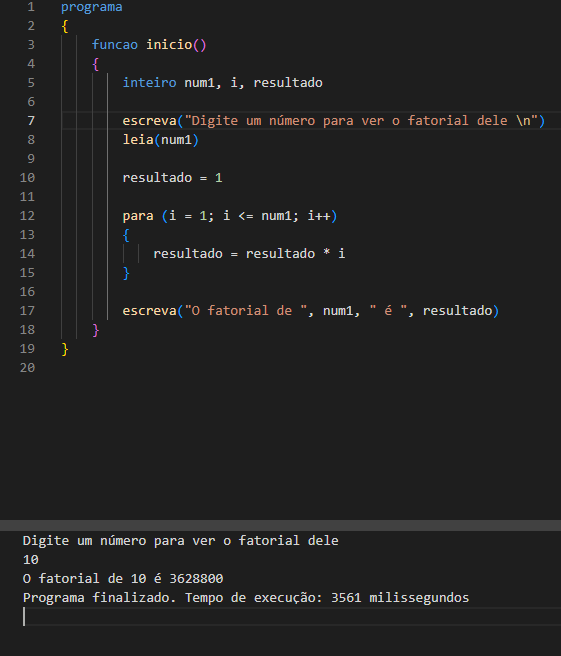 1 programa
2 {
3 funcao inicio()
4 {
5 inteiro num1, i, resultado
6
7 escreva("Digite um número para ver o fatorial dele \n")
8 leia(num1)
9
10 resultado = 1
11
12 para (i = 1; i <= num1; i++)
13 {
14 resultado = resultado * i
15 }
16
17 escreva("O fatorial de ", num1, " é ", resultado)
18 }
19 }
20
Digite um número para ver o fatorial dele
10
O fatorial de 10 é 3628800
Programa finalizado. Tempo de execução: 3561 milissegundos